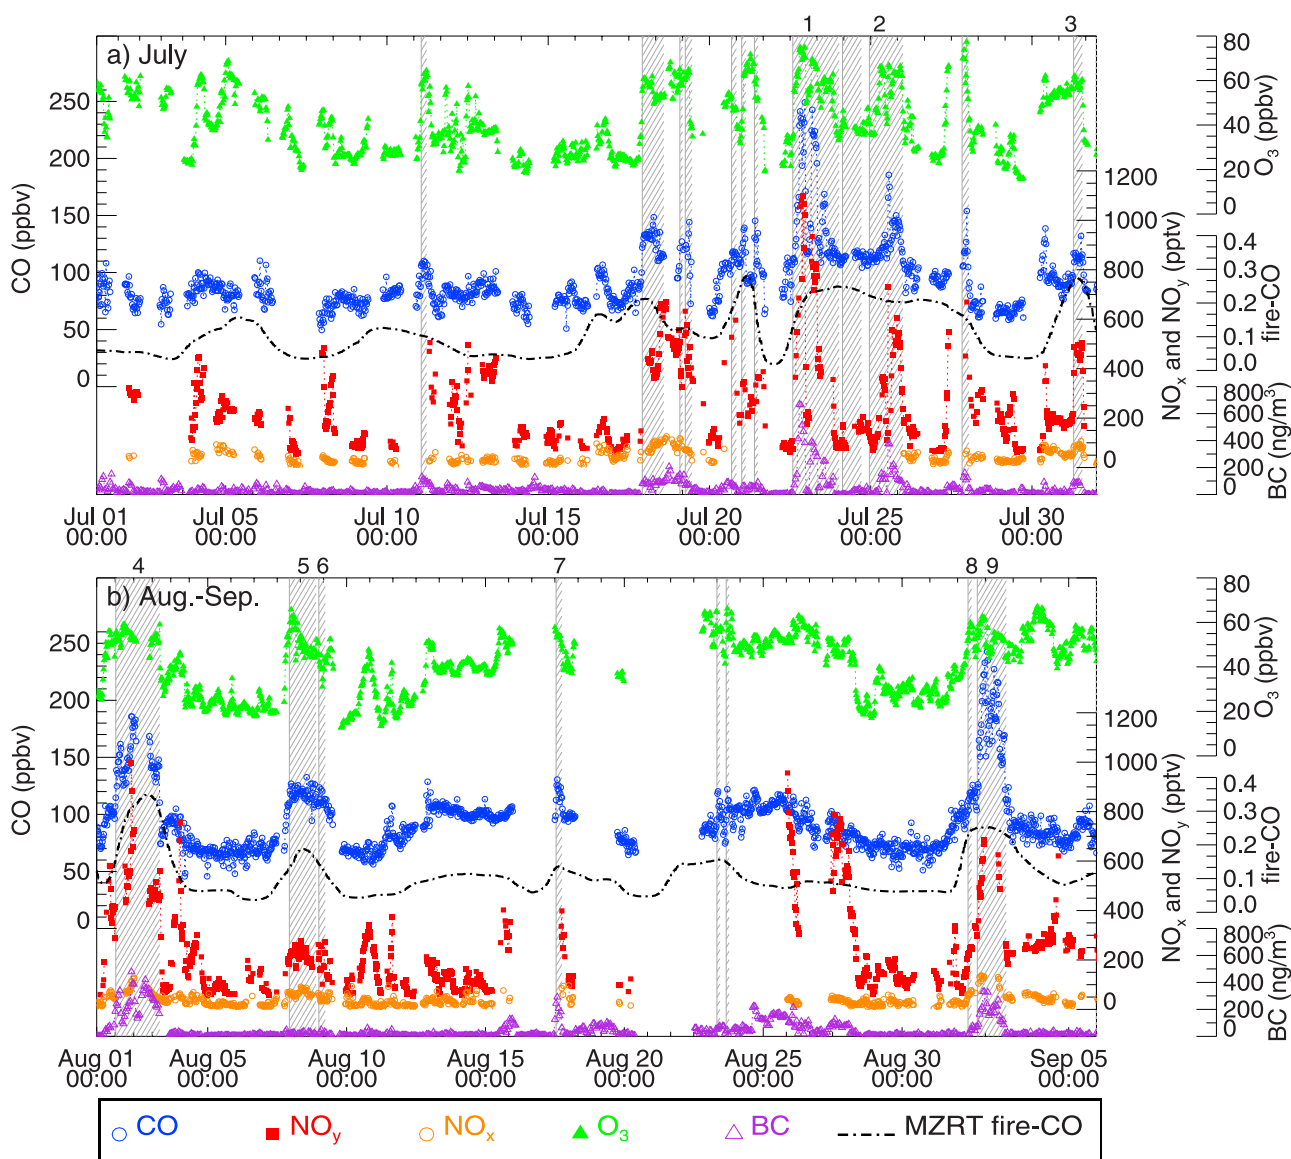 1 2 3
a) July
250
200
150
100
50
0
CO (ppbv)
1200
1000
800
600
400
200
0
NOx and NOy (pptv)
80
60
40
20
0
O3 (ppbv)
0.4
0.3
0.2
0.1
0.0
fire-CO
800
600
400
200
0
BC (ng/m³)
Jul 01 Jul 05 Jul 10 Jul 15 Jul 20 Jul 25 Jul 30
00:00 00:00 00:00 00:00 00:00 00:00 00:00
4 5 6 7 8 9
b) Aug.-Sep.
250
200
150
100
50
0
CO (ppbv)
1200
1000
800
600
400
200
0
NOx and NOy (pptv)
80
60
40
20
0
O3 (ppbv)
0.4
0.3
0.2
0.1
0.0
fire-CO
800
600
400
200
0
BC (ng/m³)
Aug 01 Aug 05 Aug 10 Aug 15 Aug 20 Aug 25 Aug 30 Sep 05
00:00 00:00 00:00 00:00 00:00 00:00 00:00 00:00
CO NOy NOx O3 BC MZRT fire-CO